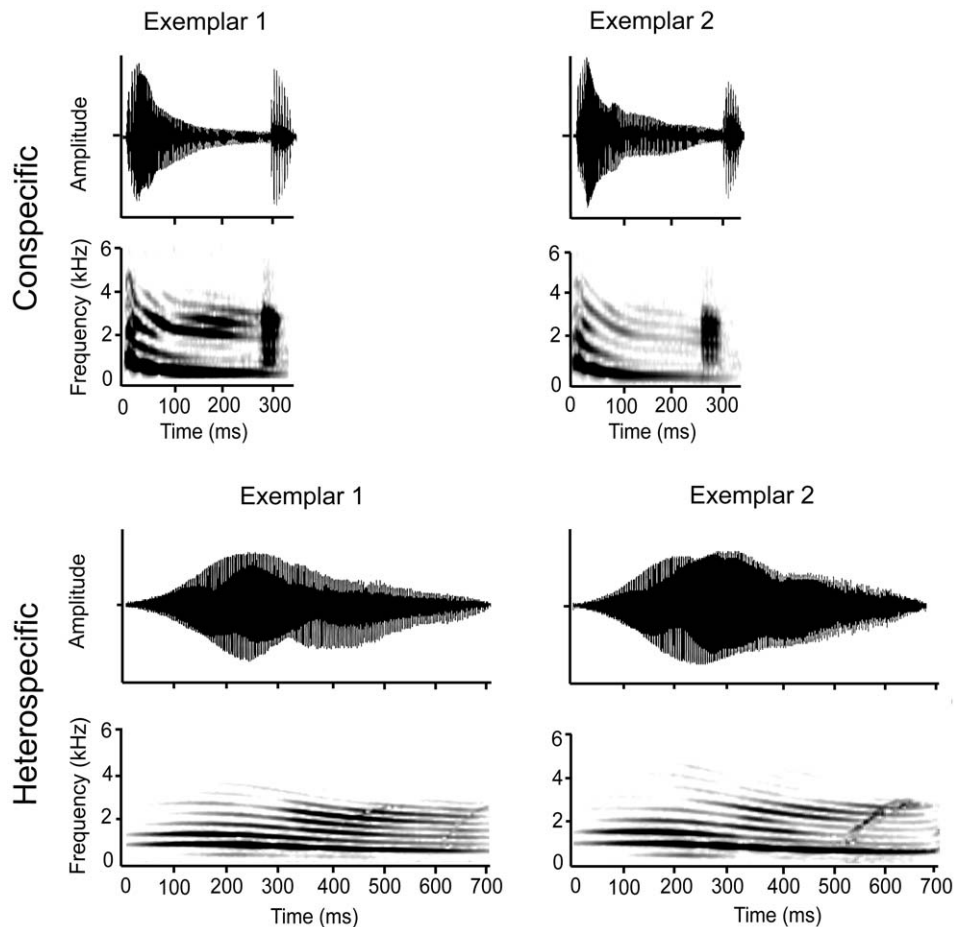 Exemplar 1
Exemplar 2
Conspecific
Amplitude
Frequency (kHz)
6
4
2
0
6
4
2
0
0 100 200 300
0 100 200 300
Time (ms)
Time (ms)
Exemplar 1
Exemplar 2
Heterospecific
Amplitude
Frequency (kHz)
6
4
2
0
6
4
2
0
0 100 200 300 400 500 600 700
0 100 200 300 400 500 600 700
Time (ms)
Time (ms)